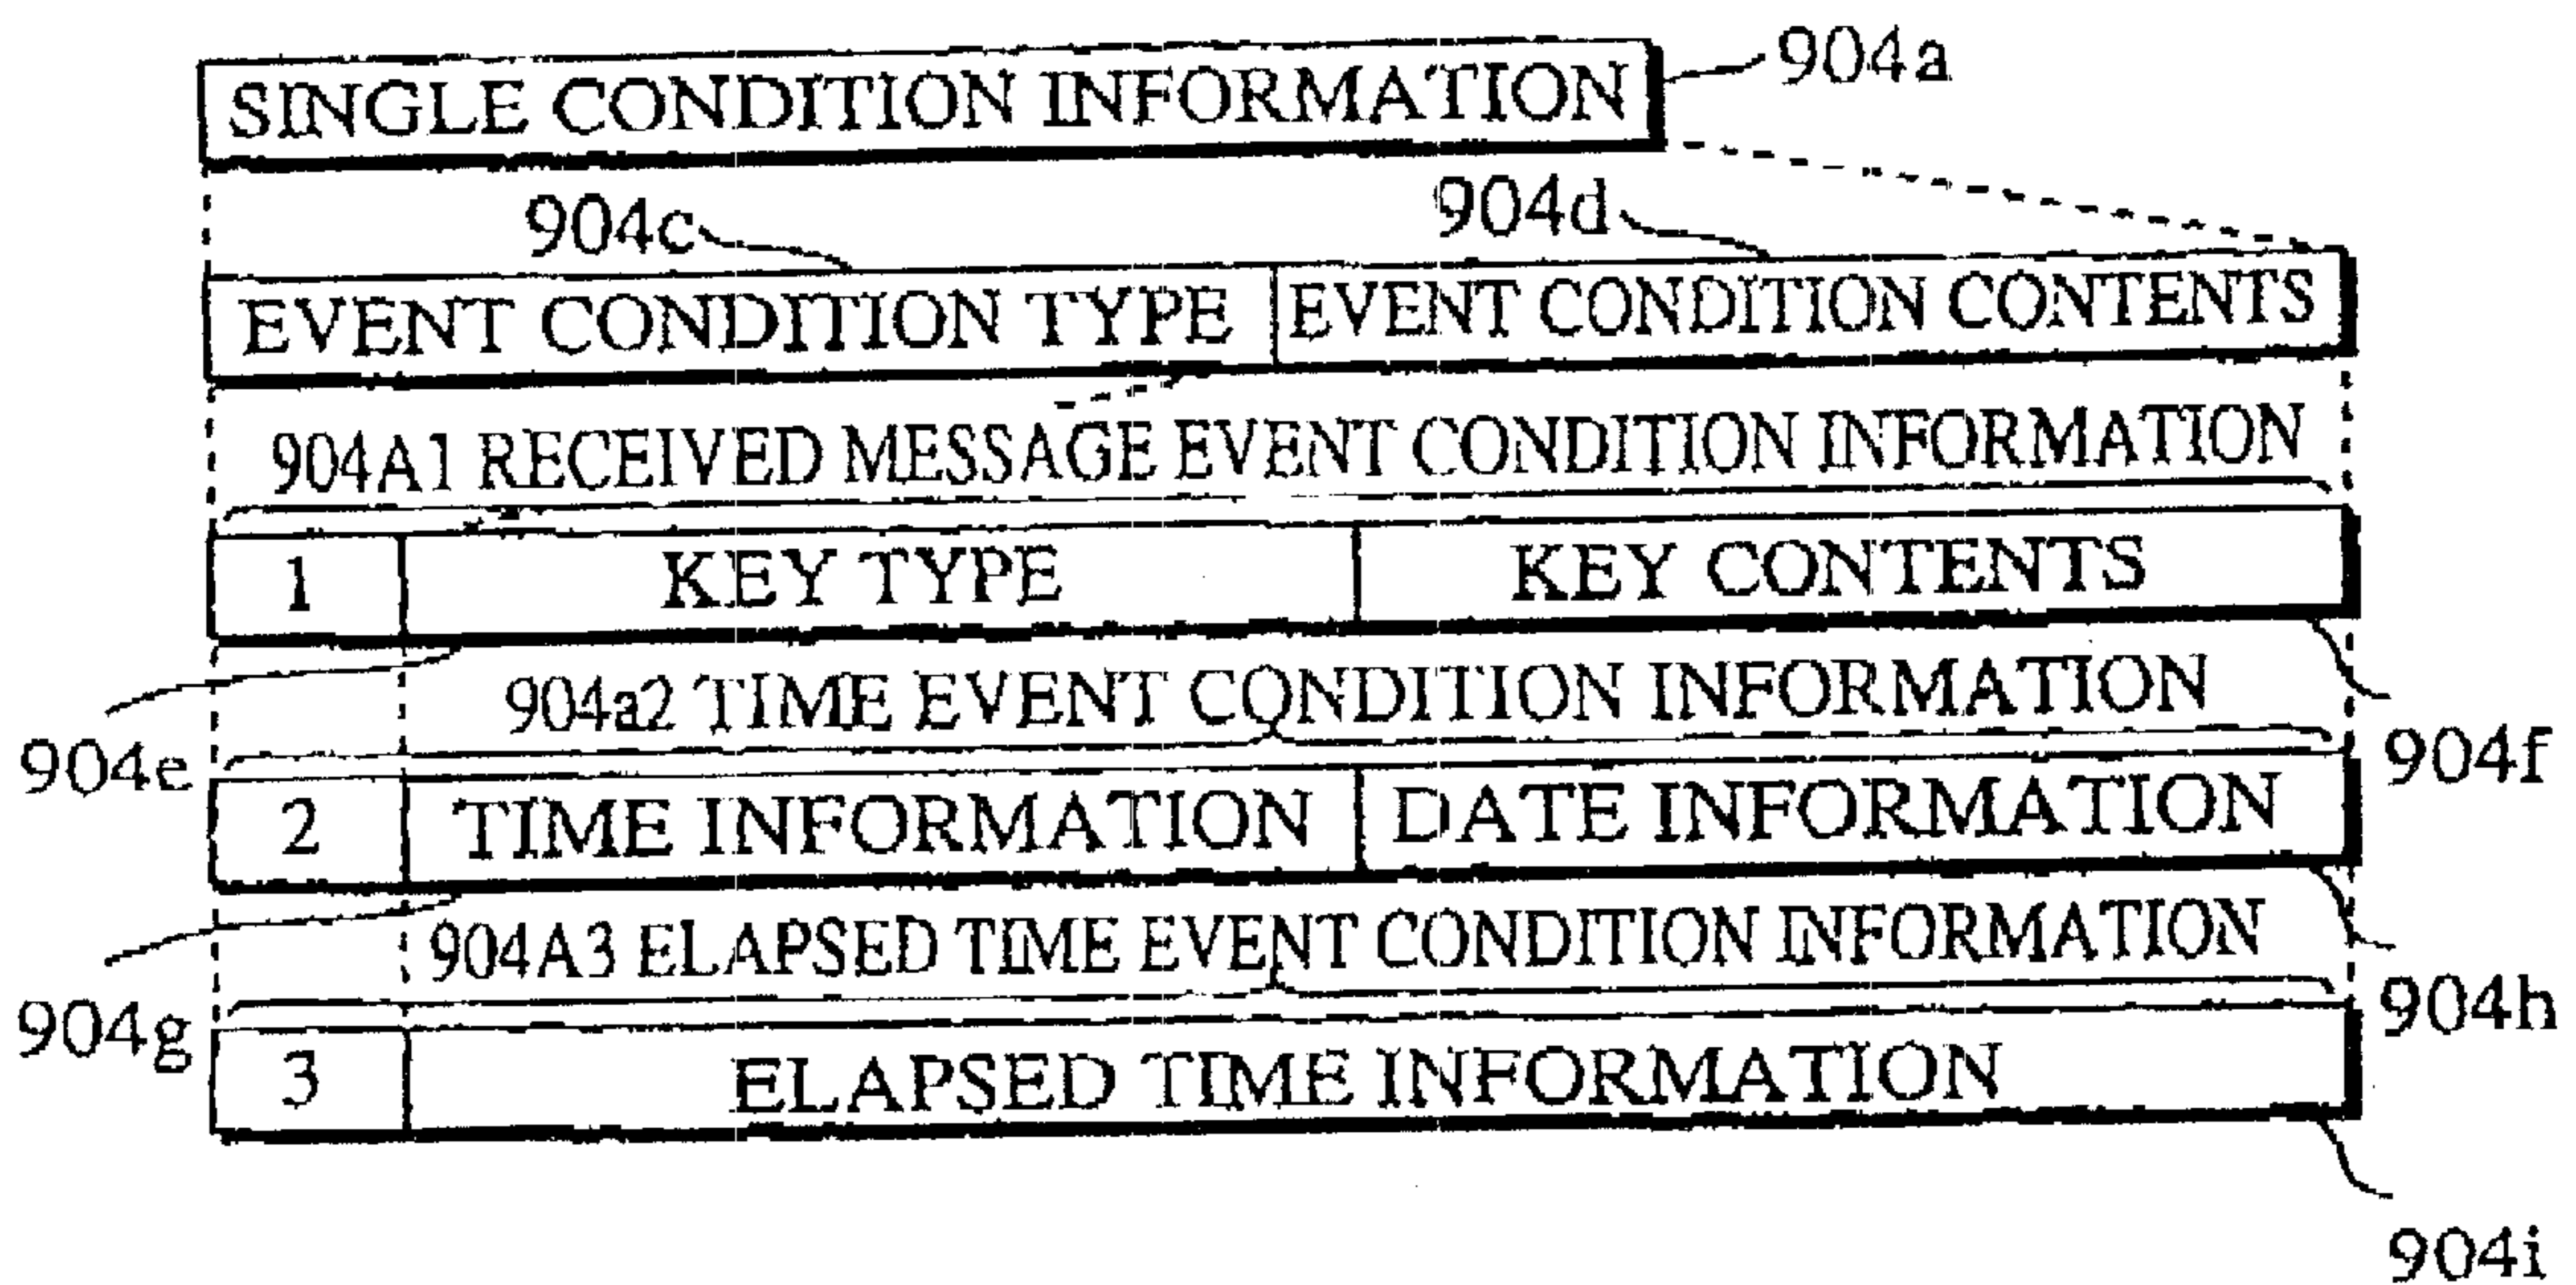 SINGLE CONDITION INFORMATION 904a
904c 904d
EVENT CONDITION TYPE EVENT CONDITION CONTENTS
904A1 RECEIVED MESSAGE EVENT CONDITION INFORMATION
1 KEY TYPE KEY CONTENTS
904e 904a2 TIME EVENT CONDITION INFORMATION 904f
2 TIME INFORMATION DATE INFORMATION
904g 904A3 ELAPSED TIME EVENT CONDITION INFORMATION 904h
3 ELAPSED TIME INFORMATION
904i